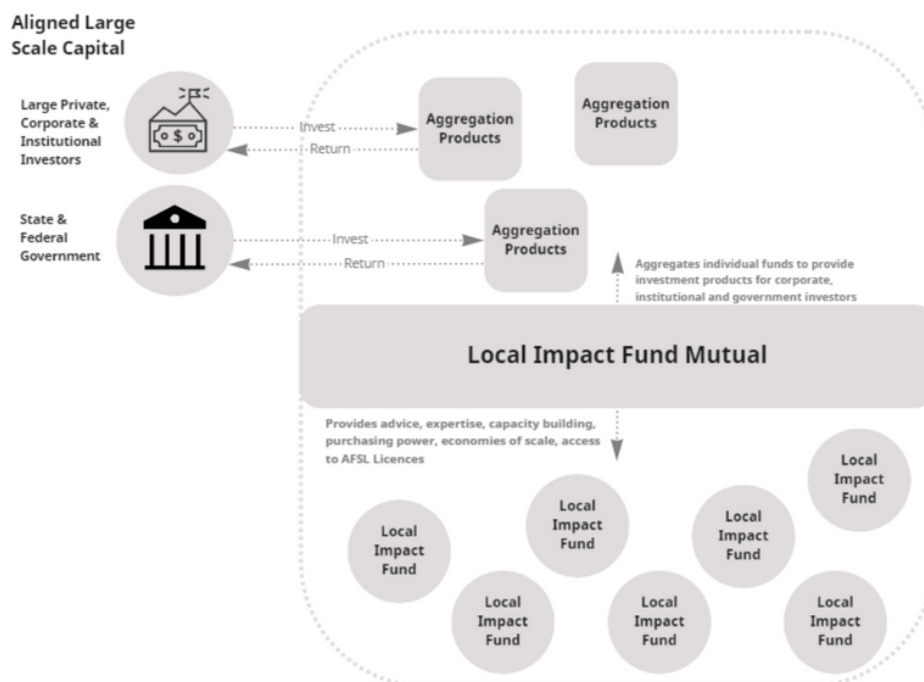 Aligned Large
Scale Capital
Large Private,
Corporate &
Institutional
Investors
Invest
Return
Aggregation
Products
Aggregation
Products
State &
Federal
Government
Invest
Return
Aggregation
Products
Aggregates individual funds to provide
investment products for corporate,
institutional and government investors
Local Impact Fund Mutual
Provides advice, expertise, capacity building,
purchasing power, economies of scale, access
to AFSL Licences
Local
Impact
Fund
Local
Impact
Fund
Local
Impact
Fund
Local
Impact
Fund
Local
Impact
Fund
Local
Impact
Fund
Local
Impact
Fund